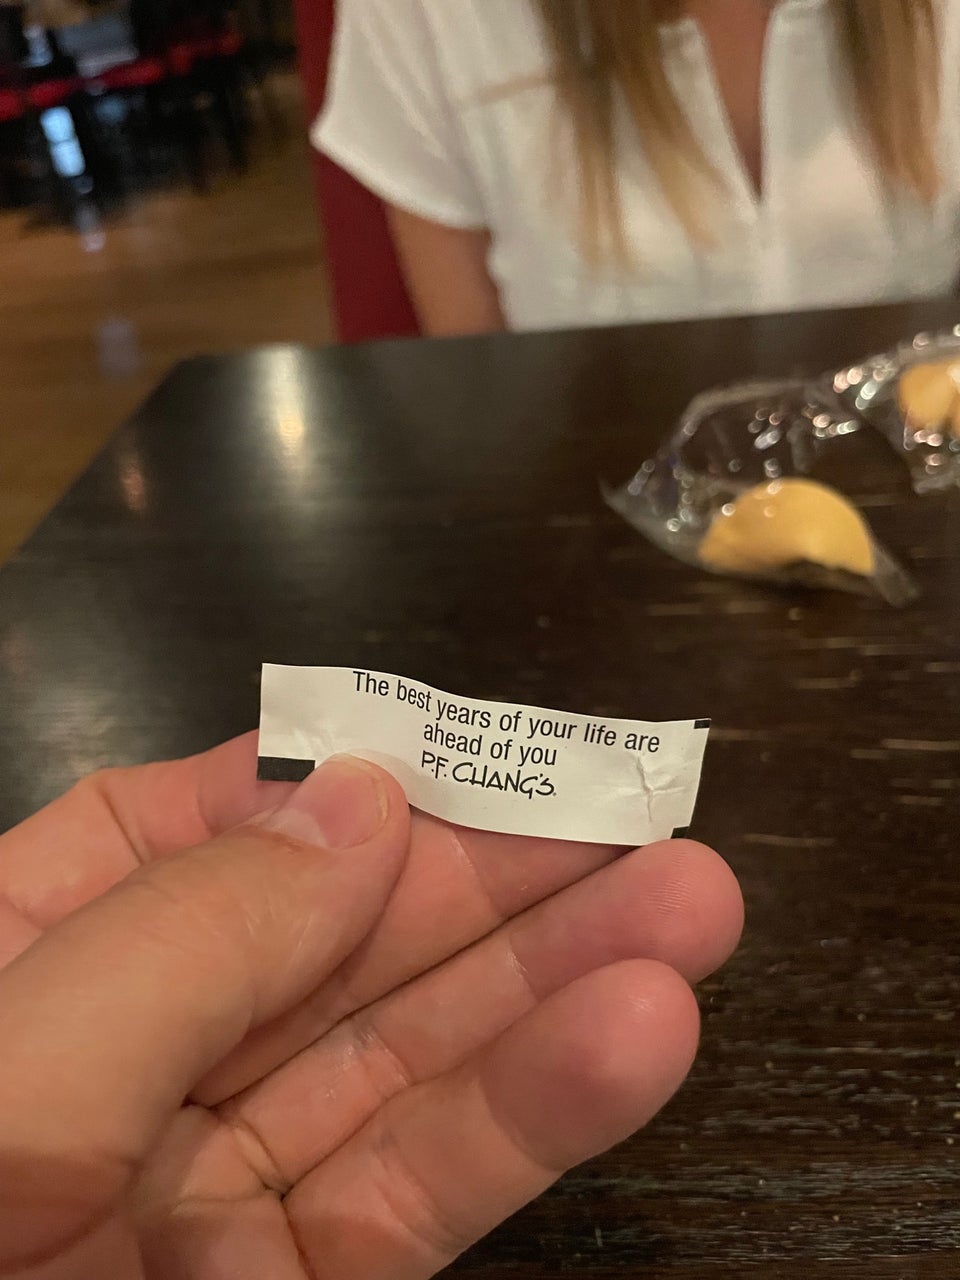 The best years of your life are
ahead of you
P.F. CHANG'S